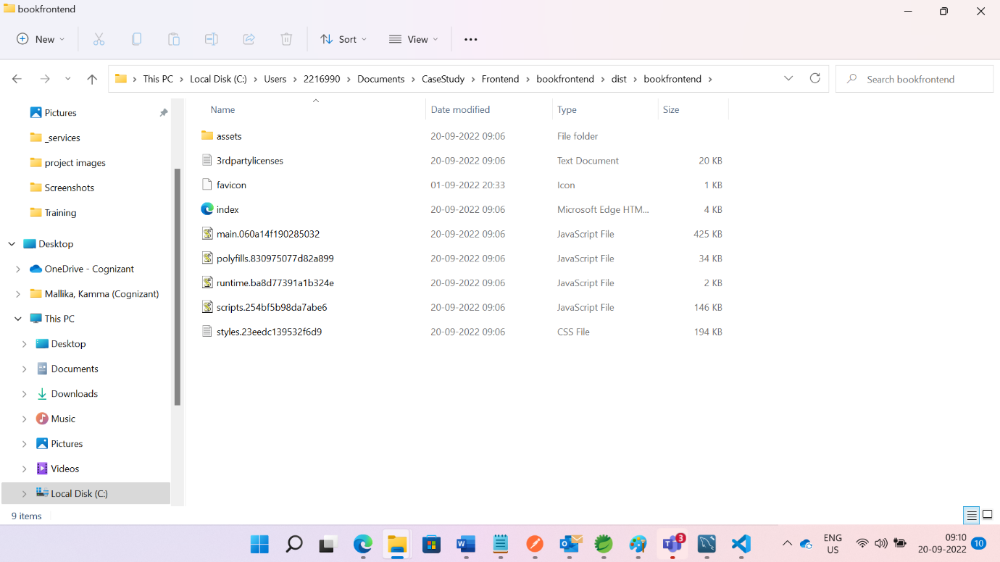 bookfrontend
New Sort View
This PC Local Disk (C:) Users 2216990 Documents CaseStudy Frontend bookfrontend dist bookfrontend Search bookfrontend
Pictures
_services
project images
Screenshots
Training
Desktop
OneDrive - Cognizant
Mallika, Kamma (Cognizant)
This PC
Desktop
Documents
Downloads
Music
Pictures
Videos
Local Disk (C:)
Name Date modified Type Size
assets 20-09-2022 09:06 File folder
3rdpartylicenses 20-09-2022 09:06 Text Document 20 KB
favicon 01-09-2022 20:33 Icon 1 KB
index 20-09-2022 09:06 Microsoft Edge HTM... 4 KB
main.060a14f190285032 20-09-2022 09:06 JavaScript File 425 KB
polyfills.830975077d82a899 20-09-2022 09:06 JavaScript File 34 KB
runtime.ba8d77391a1b324e 20-09-2022 09:06 JavaScript File 2 KB
scripts.254bf5b98da7abe6 20-09-2022 09:06 JavaScript File 146 KB
styles.23eedc139532f6d9 20-09-2022 09:06 CSS File 194 KB
9 items
3
ENG
US
09:10
20-09-2022
10